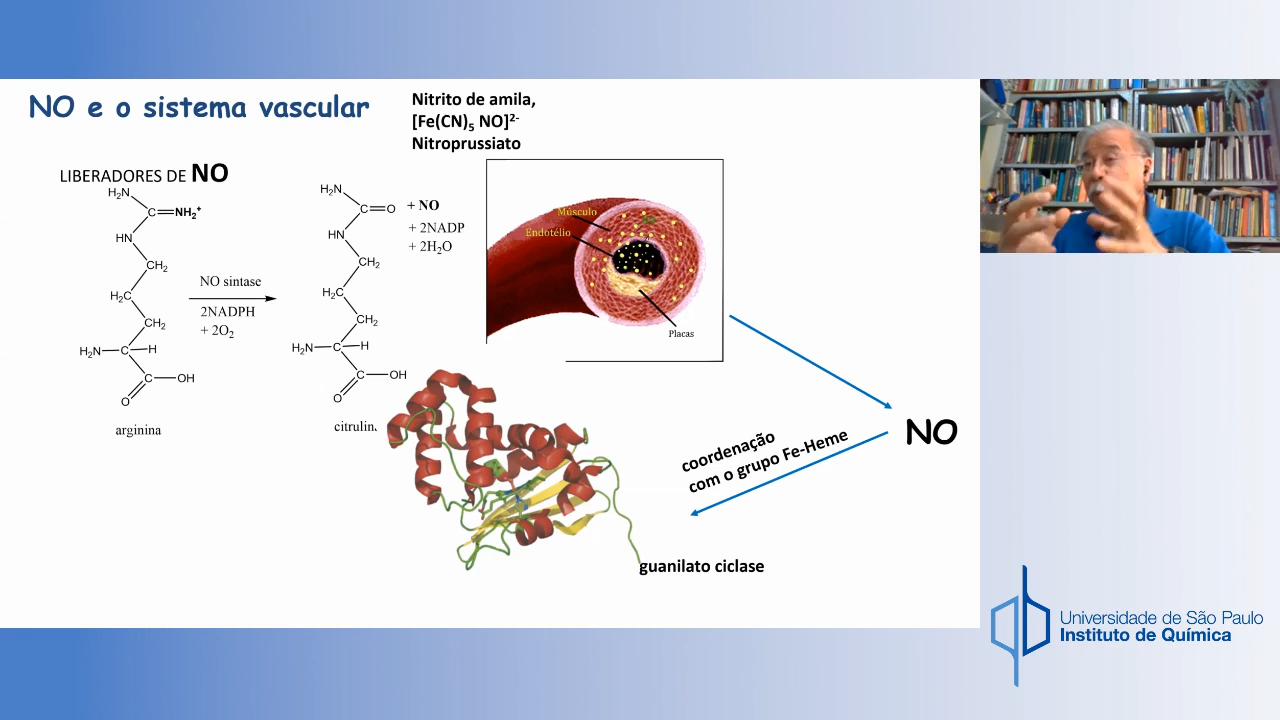 NO e o sistema vascular
Nitrito de amila,
[Fe(CN)₅ NO]²⁻
Nitroprussiato
LIBERADORES DE NO
H₂N
C=NH₂⁺
HN
CH₂
H₂C
CH₂
H₂N C H
C OH
O
arginina
NO sintase
2NADPH
+ 2O₂
H₂N
C=O
HN
CH₂
H₂C
CH₂
H₂N C H
C OH
O
citrulin
+ NO
+ 2NADP
+ 2H₂O
Músculo
Endotélio
Placas
NO
coordenação
com o grupo Fe-Heme
guanilato ciclase
Universidade de São Paulo
Instituto de Química